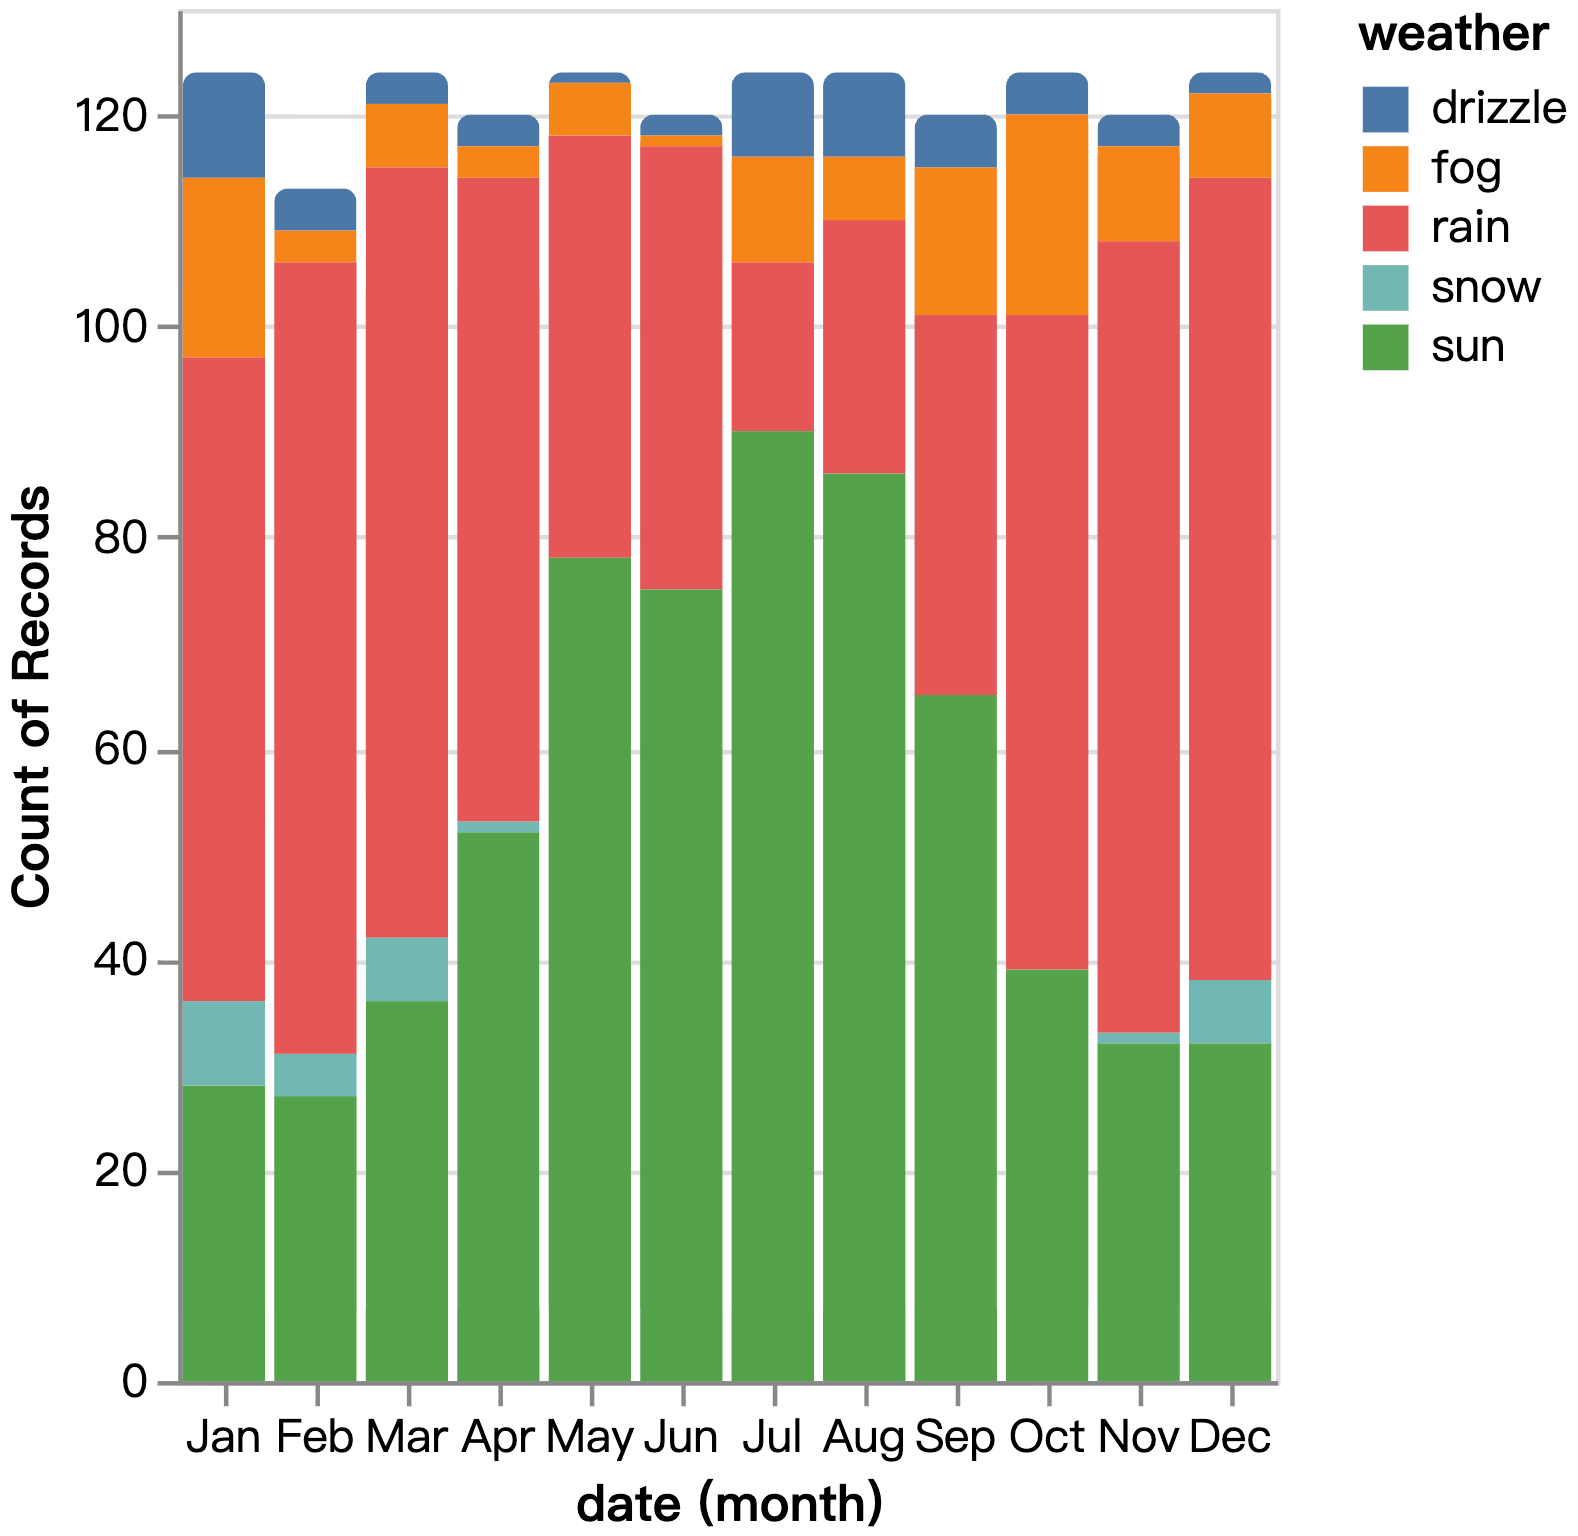 weather
drizzle
fog
rain
snow
sun
Count of Records
120
100
80
60
40
20
0
Jan Feb Mar Apr May Jun Jul Aug Sep Oct Nov Dec
date (month)